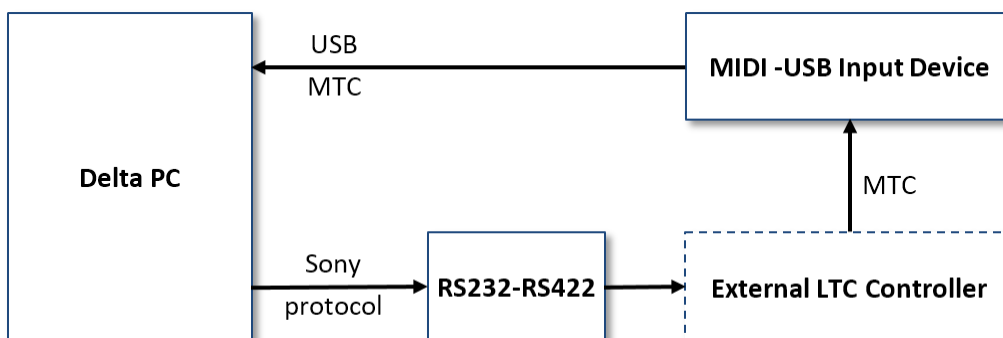 USB
MTC
MIDI -USB Input Device
Delta PC
MTC
Sony
protocol
RS232-RS422
External LTC Controller